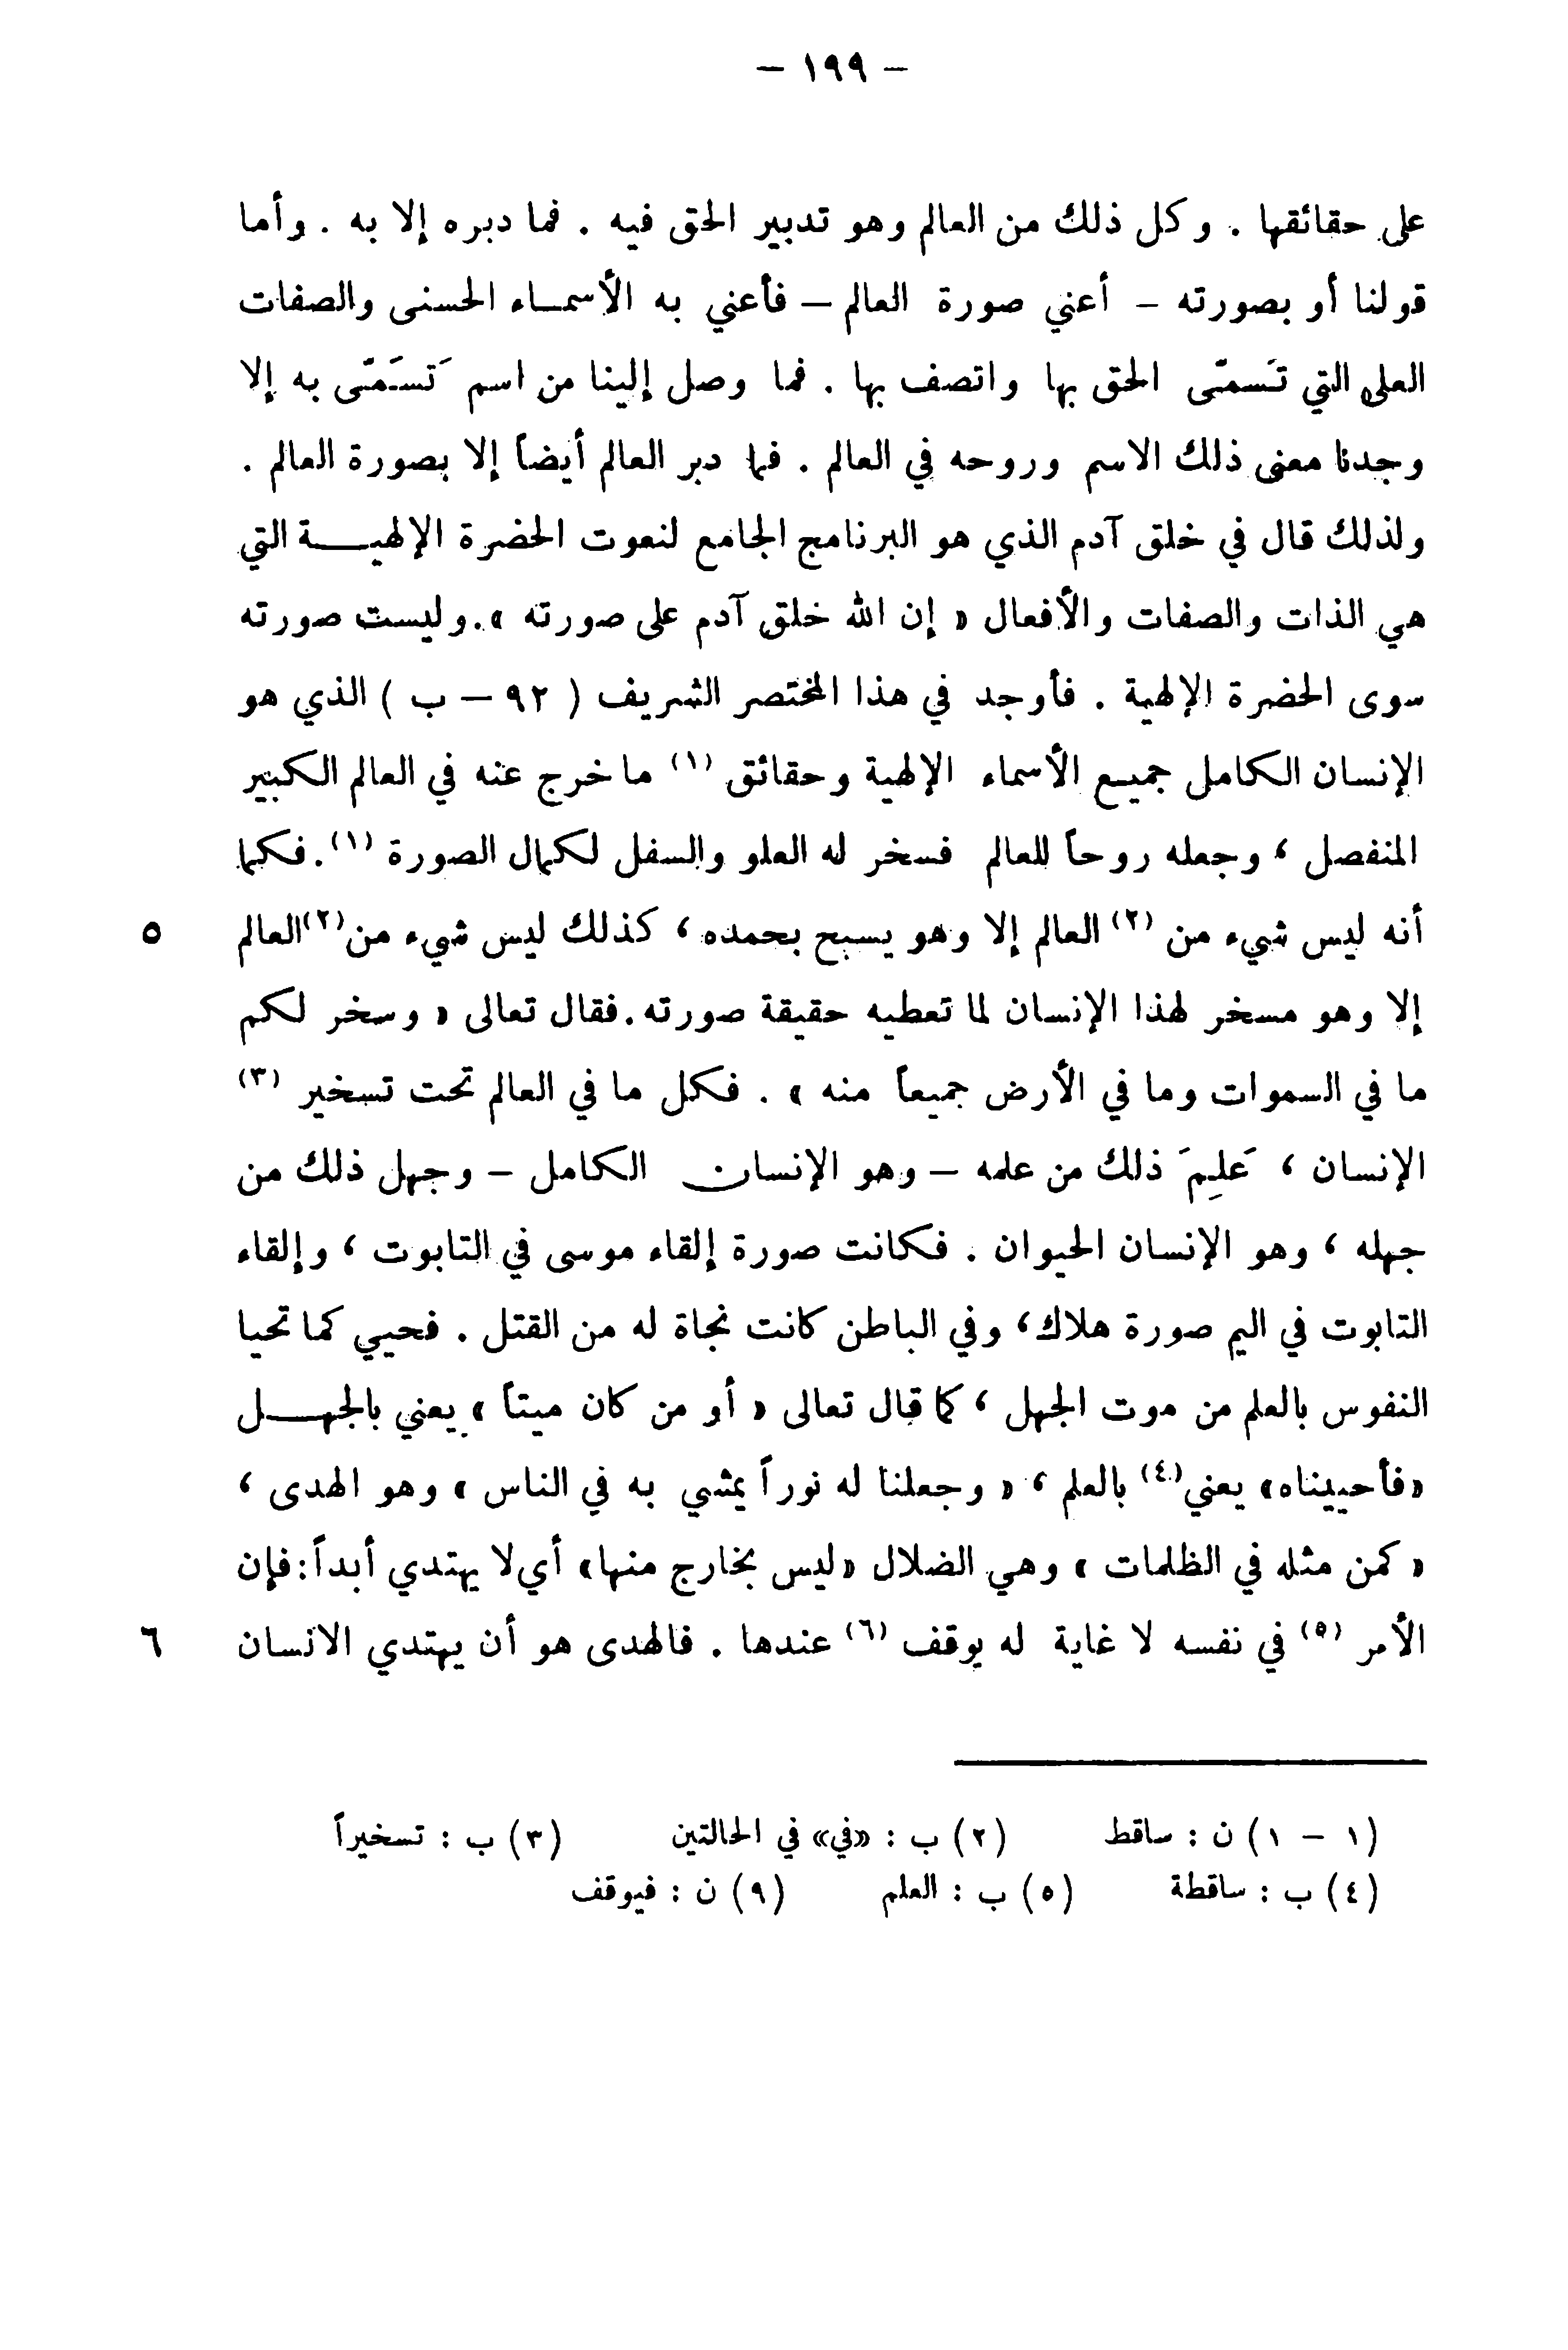 – ١٩٩ –
على حقائقها . وكل ذلك من العالم وهو تدبير الحق فيه . فما دبره إلا به . وأما
قولنا أو بصورته – أعني صورة العالم – فأعني به الأسماء الحسنى والصفات
العلى التي تَسمّى الحق بها واتصف بها . فما وصل إلينا من اسم تَسَمّى به إلا
وجدنا معنى ذلك الاسم وروحه في العالم . فما دبر العالم أيضاً إلا بصورة العالم .
ولذلك قال في خلق آدم الذي هو البرنامج الجامع لنعوت الحضرة الإلهية التي
هي الذات والصفات والأفعال « إن الله خلق آدم على صورته ».وليست صورته
سوى الحضرة الإلهية . فأوجد في هذا المختصر الشريف ( ٩٢ – ب ) الذي هو
الإنسان الكامل جميع الأسماء الإلهية وحقائق (١) ما خرج عنه في العالم الكبير
المنفصل ، وجعله روحاً للعالم فسخر له العلو والسفل لكمال الصورة (١).فكما
أنه ليس شيء من (٢) العالم إلا وهو يسبح بحمده ، كذلك ليس شيء من(٢)العالم ٥
إلا وهو مسخر لهذا الإنسان لما تعطيه حقيقة صورته.فقال تعالى « وسخر لكم
ما في السموات وما في الأرض جميعاً منه » . فكل ما في العالم تحت تسخير (٣)
الإنسان ، عَلِمَ ذلك من علمه – وهو الإنسان الكامل – وجهل ذلك من
جهله ، وهو الإنسان الحيوان . فكانت صورة إلقاء موسى في التابوت ، وإلقاء
التابوت في اليم صورة هلاك، وفي الباطن كانت نجاة له من القتل . فحيي كما تحيا
النفوس بالعلم من موت الجهل ، كما قال تعالى « أو من كان ميتاً » يعني بالجهل
«فأحييناه» يعني(٤) بالعلم ، « وجعلنا له نوراً يمشي به في الناس » وهو الهدى ،
« كمن مثله في الظلمات » وهي الضلال «ليس بخارج منها» أي لا يهتدي أبداً:فإن
الأمر (٥) في نفسه لا غاية له يوقف (٦) عندها . فالهدى هو أن يهتدي الانسان ٦
(١ – ١) ن : ساقط (٢) ب : «في» في الحالتين (٣) ب : تسخيراً
(٤) ب : ساقطة (٥) ب : العلم (٩) ن : فيوقف